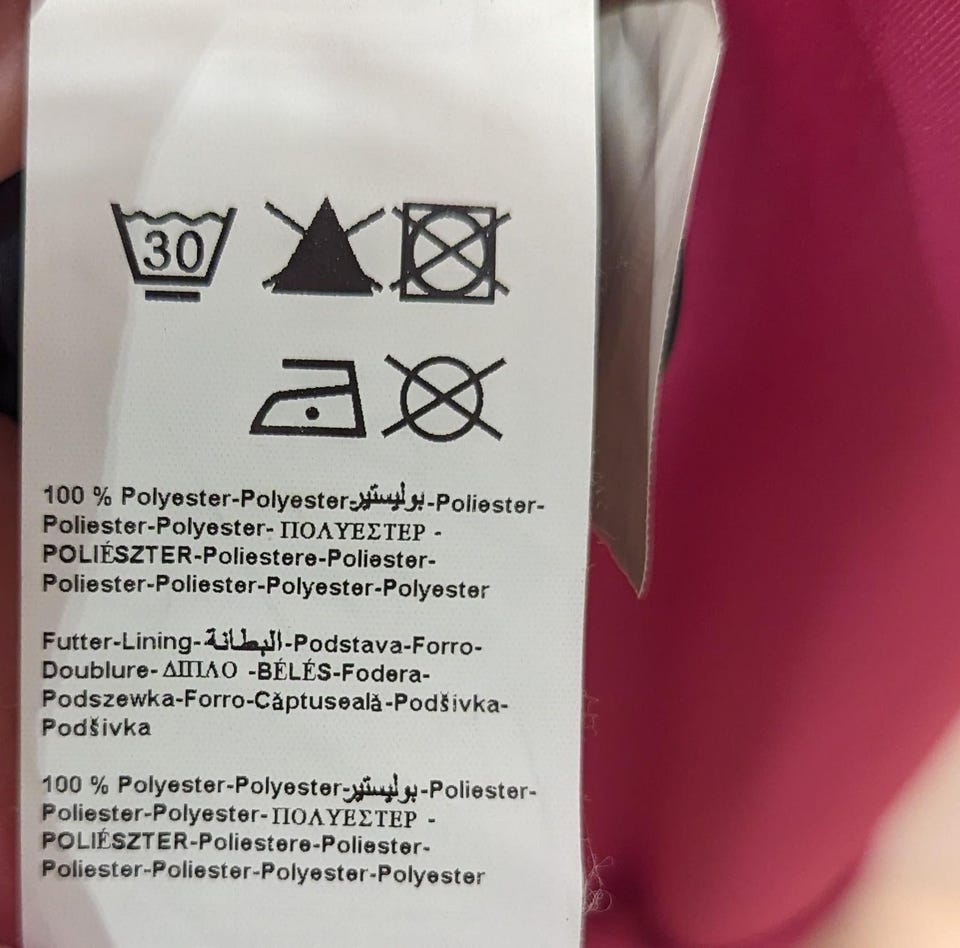 30
100 % Polyester-Polyester-بوليستير-Poliester-
Poliester-Polyester- ΠΟΛΥΕΣΤΕΡ -
POLIÉSZTER-Poliestere-Poliester-
Poliester-Poliester-Polyester-Polyester
Futter-Lining-البطانة-Podstava-Forro-
Doublure-ΔΙΠΛΟ -BÉLÉS-Fodera-
Podszewka-Forro-Căptuseală-Podšivka-
Podšivka
100 % Polyester-Polyester-بوليستير-Poliester-
Poliester-Polyester-ΠΟΛΥΕΣΤΕΡ -
POLIÉSZTER-Poliestere-Poliester-
Poliester-Poliester-Polyester-Polyester